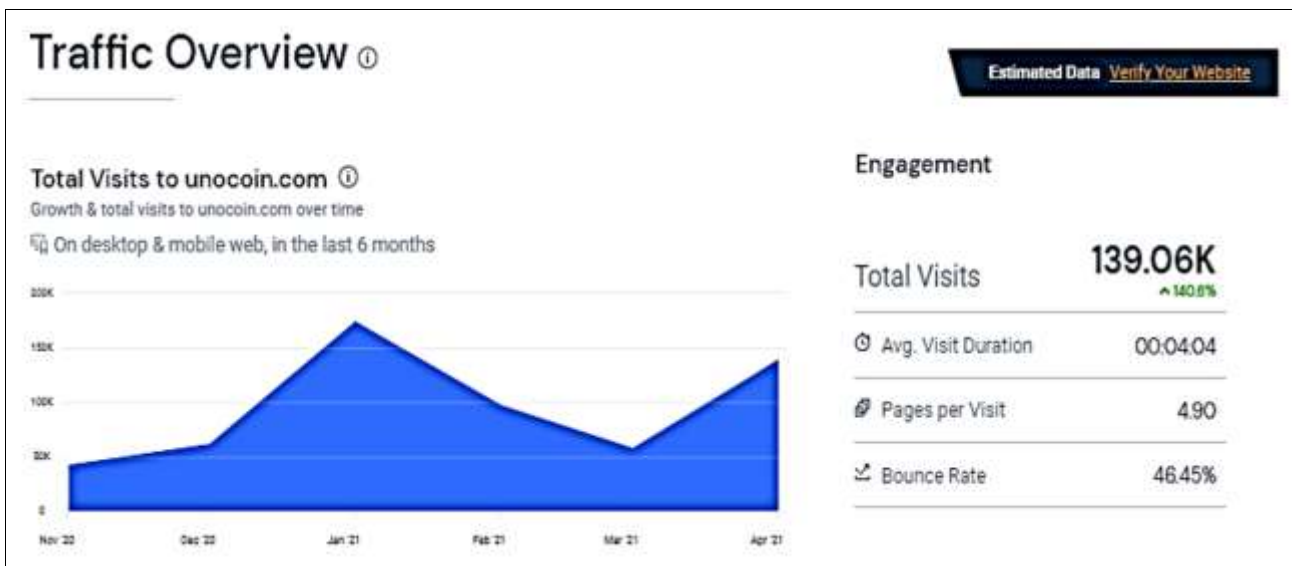 Traffic Overview
Estimated Data Verify Your Website
Total Visits to unocoin.com
Growth & total visits to unocoin.com over time
On desktop & mobile web, in the last 6 months
200K
150K
100K
50K
0
Nov '20
Dec '20
Jan '21
Feb '21
Mar '21
Apr '21
Engagement
Total Visits
139.06K
140.6%
Avg. Visit Duration
00:04:04
Pages per Visit
4.90
Bounce Rate
46.45%